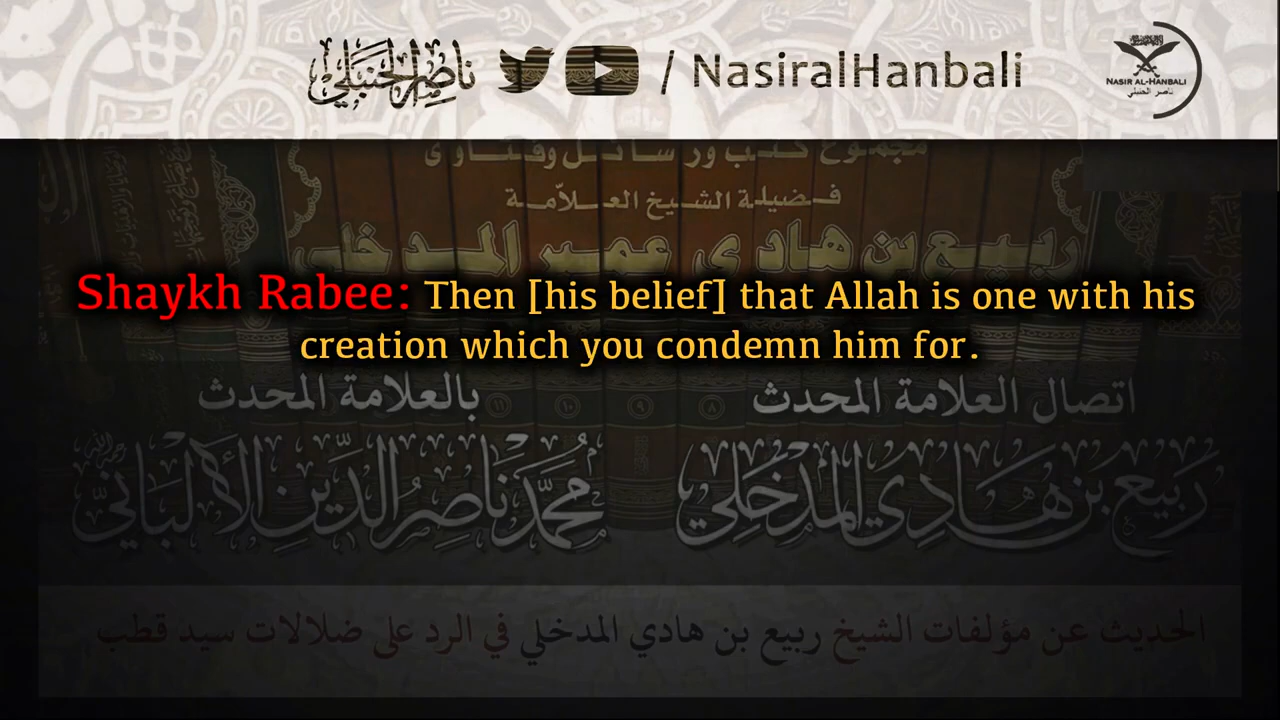 ناصر الحنبلي / NasiralHanbali
NASIR AL-HANBALI
ناصر الحنبلي
مجموع كتب ورسائل وفتاوى
فضيلة الشيخ العلامة
ربيع بن هادي عمير المدخلي
Shaykh Rabee: Then [his belief] that Allah is one with his
creation which you condemn him for.
اتصال العلامة المحدث
ربيع بن هادي المدخلي
بالعلامة المحدث
محمد ناصر الدين الألباني
الحديث عن مؤلفات الشيخ ربيع بن هادي المدخلي في الرد على ضلالات سيد قطب